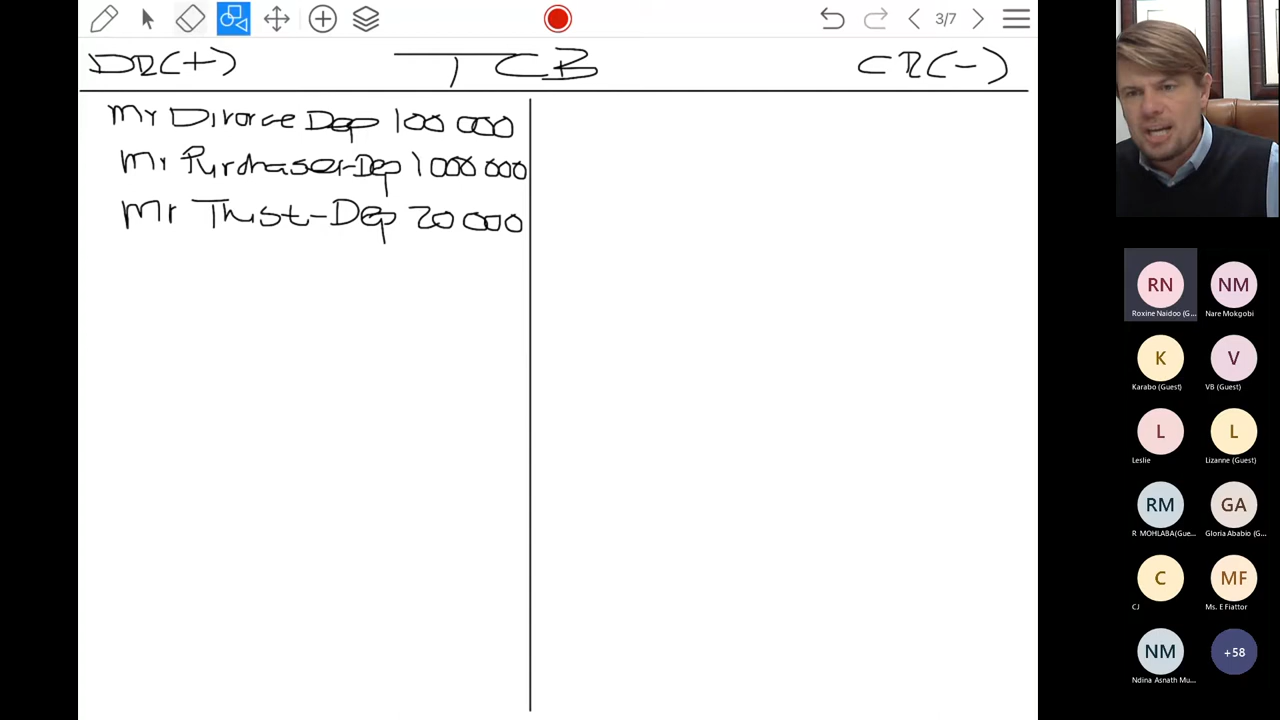 3/7
DR(+) TCB CR(-)
Mr Divorce Dep 100 000
Mr Purchaser-Dep 1 000 000
Mr Trust-Dep 20 000
RN NM
Roxine Naidoo (G... Nare Mokgobi
K V
Karabo (Guest) VB (Guest)
L L
Leslie Lizanne (Guest)
RM GA
R MOHLABA(Gue... Gloria Ababio (G...
C MF
CJ Ms. E Fiattor
NM +58
Ndina Asnath Mu...